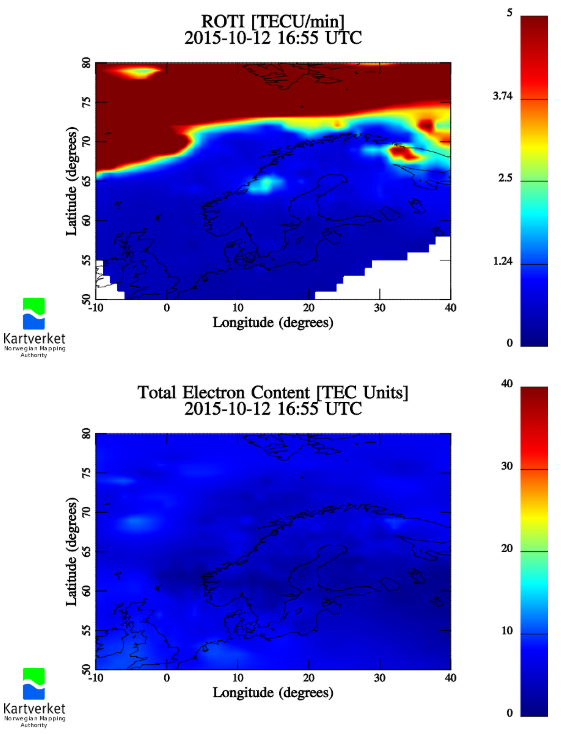 ROTI [TECU/min]
2015-10-12 16:55 UTC
80
75
70
65
60
55
50
Latitude (degrees)
-10
0
10
20
30
40
Longitude (degrees)
5
3.74
2.5
1.24
0
Kartverket
Norwegian Mapping
Authority
Total Electron Content [TEC Units]
2015-10-12 16:55 UTC
80
75
70
65
60
55
50
Latitude (degrees)
-10
0
10
20
30
40
Longitude (degrees)
40
30
20
10
0
Kartverket
Norwegian Mapping
Authority